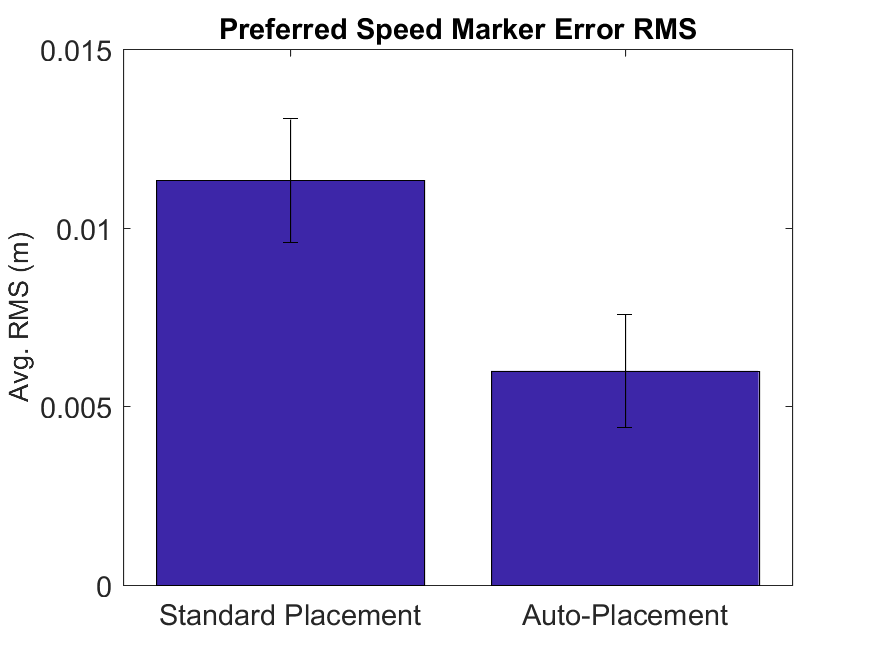 Preferred Speed Marker Error RMS
0.015
0.01
0.005
0
Avg. RMS (m)
Standard Placement
Auto-Placement